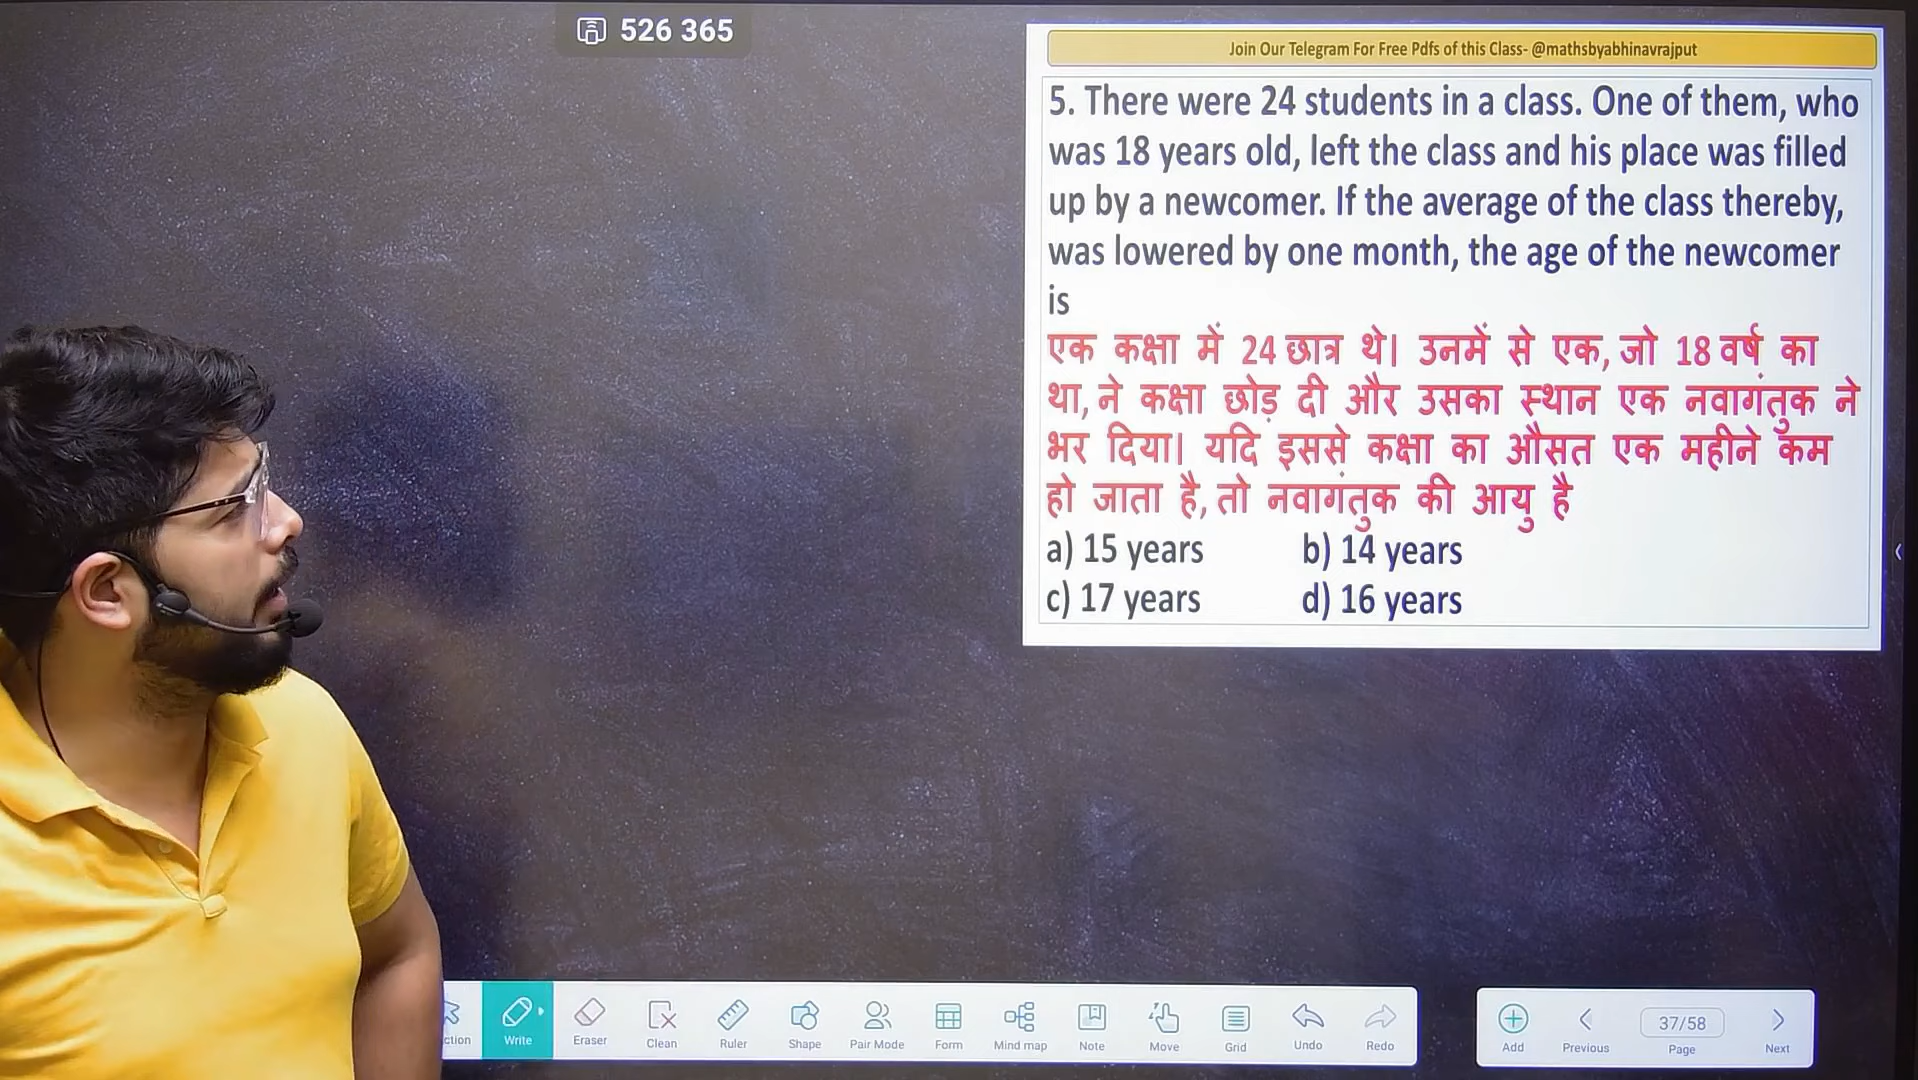 526 365
Join Our Telegram For Free Pdfs of this Class- @mathsbyabhinavrajput
5. There were 24 students in a class. One of them, who
was 18 years old, left the class and his place was filled
up by a newcomer. If the average of the class thereby,
was lowered by one month, the age of the newcomer
is
एक कक्षा में 24 छात्र थे। उनमें से एक, जो 18 वर्ष का
था, ने कक्षा छोड़ दी और उसका स्थान एक नवागंतुक ने
भर दिया। यदि इससे कक्षा का औसत एक महीने कम
हो जाता है, तो नवागंतुक की आयु है
a) 15 years b) 14 years
c) 17 years d) 16 years
ction Write Eraser Clean Ruler Shape Pair Mode Form Mind map Note Move Grid Undo Redo Add Previous 37/58 Page Next